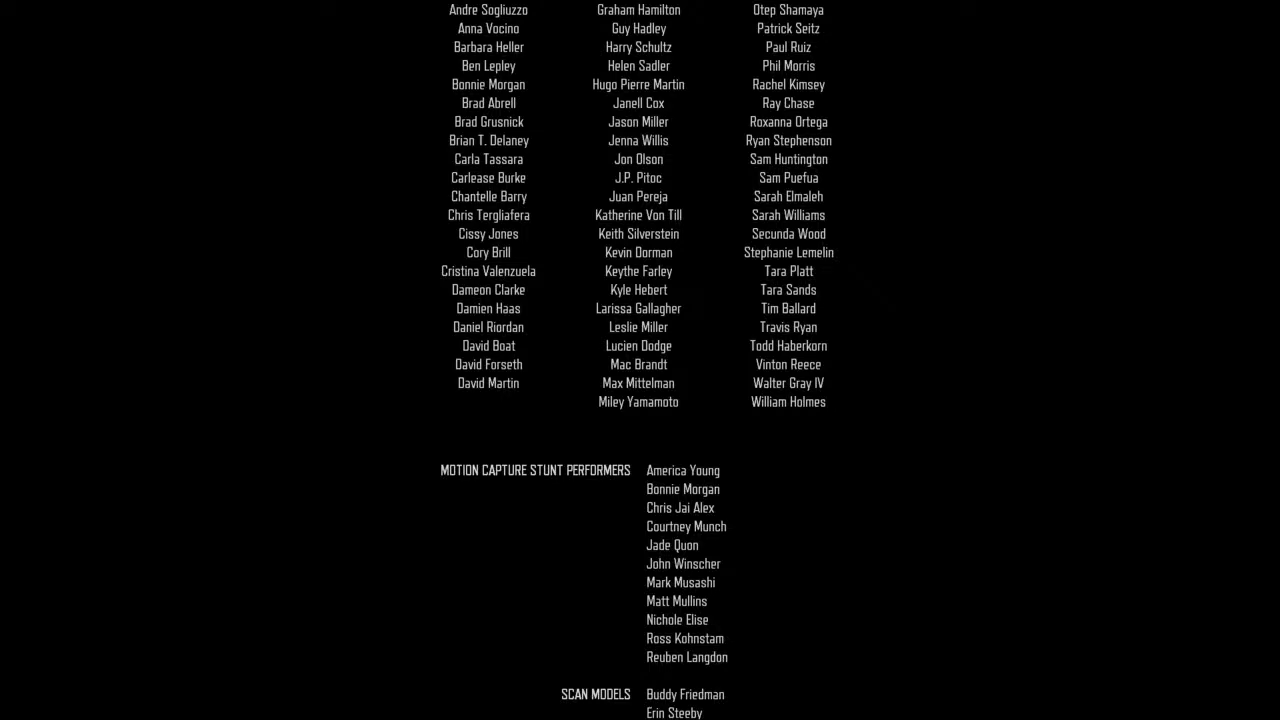 Andre Sogliuzzo Graham Hamilton Otep Shamaya
Anna Vocino Guy Hadley Patrick Seitz
Barbara Heller Harry Schultz Paul Ruiz
Ben Lepley Helen Sadler Phil Morris
Bonnie Morgan Hugo Pierre Martin Rachel Kimsey
Brad Abrell Janell Cox Ray Chase
Brad Grusnick Jason Miller Roxanna Ortega
Brian T. Delaney Jenna Willis Ryan Stephenson
Carla Tassara Jon Olson Sam Huntington
Carlease Burke J.P. Pitoc Sam Puefua
Chantelle Barry Juan Pereja Sarah Elmaleh
Chris Tergliafera Katherine Von Till Sarah Williams
Cissy Jones Keith Silverstein Secunda Wood
Cory Brill Kevin Dorman Stephanie Lemelin
Cristina Valenzuela Keythe Farley Tara Platt
Dameon Clarke Kyle Hebert Tara Sands
Damien Haas Larissa Gallagher Tim Ballard
Daniel Riordan Leslie Miller Travis Ryan
David Boat Lucien Dodge Todd Haberkorn
David Forseth Mac Brandt Vinton Reece
David Martin Max Mittelman Walter Gray IV
Miley Yamamoto William Holmes
MOTION CAPTURE STUNT PERFORMERS America Young
Bonnie Morgan
Chris Jai Alex
Courtney Munch
Jade Quon
John Winscher
Mark Musashi
Matt Mullins
Nichole Elise
Ross Kohnstam
Reuben Langdon
SCAN MODELS Buddy Friedman
Erin Steeby